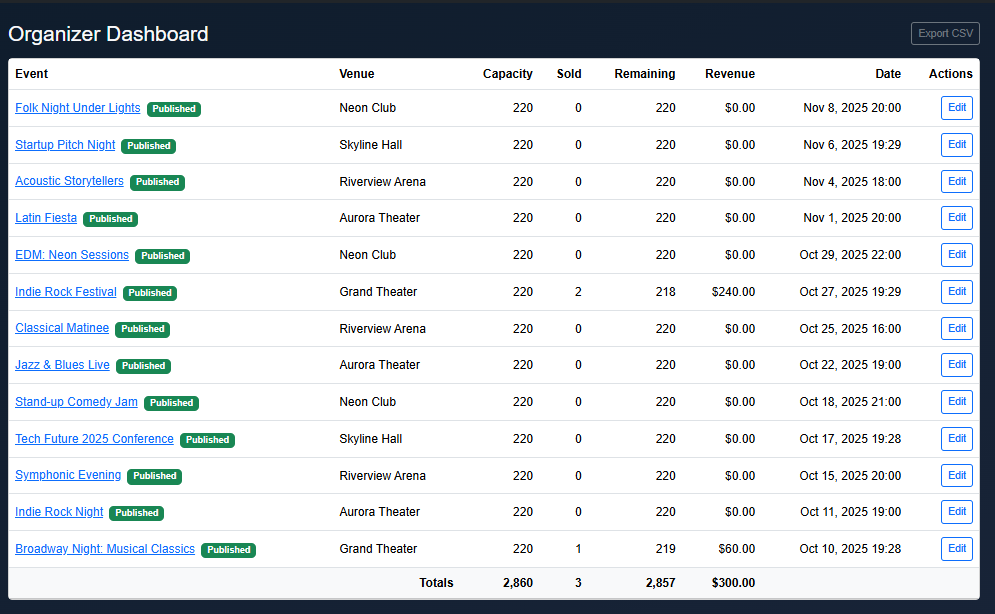 Organizer Dashboard Export CSV
Event Venue Capacity Sold Remaining Revenue Date Actions
Folk Night Under Lights Published Neon Club 220 0 220 $0.00 Nov 8, 2025 20:00 Edit
Startup Pitch Night Published Skyline Hall 220 0 220 $0.00 Nov 6, 2025 19:29 Edit
Acoustic Storytellers Published Riverview Arena 220 0 220 $0.00 Nov 4, 2025 18:00 Edit
Latin Fiesta Published Aurora Theater 220 0 220 $0.00 Nov 1, 2025 20:00 Edit
EDM: Neon Sessions Published Neon Club 220 0 220 $0.00 Oct 29, 2025 22:00 Edit
Indie Rock Festival Published Grand Theater 220 2 218 $240.00 Oct 27, 2025 19:29 Edit
Classical Matinee Published Riverview Arena 220 0 220 $0.00 Oct 25, 2025 16:00 Edit
Jazz & Blues Live Published Aurora Theater 220 0 220 $0.00 Oct 22, 2025 19:00 Edit
Stand-up Comedy Jam Published Neon Club 220 0 220 $0.00 Oct 18, 2025 21:00 Edit
Tech Future 2025 Conference Published Skyline Hall 220 0 220 $0.00 Oct 17, 2025 19:28 Edit
Symphonic Evening Published Riverview Arena 220 0 220 $0.00 Oct 15, 2025 20:00 Edit
Indie Rock Night Published Aurora Theater 220 0 220 $0.00 Oct 11, 2025 19:00 Edit
Broadway Night: Musical Classics Published Grand Theater 220 1 219 $60.00 Oct 10, 2025 19:28 Edit
Totals 2,860 3 2,857 $300.00